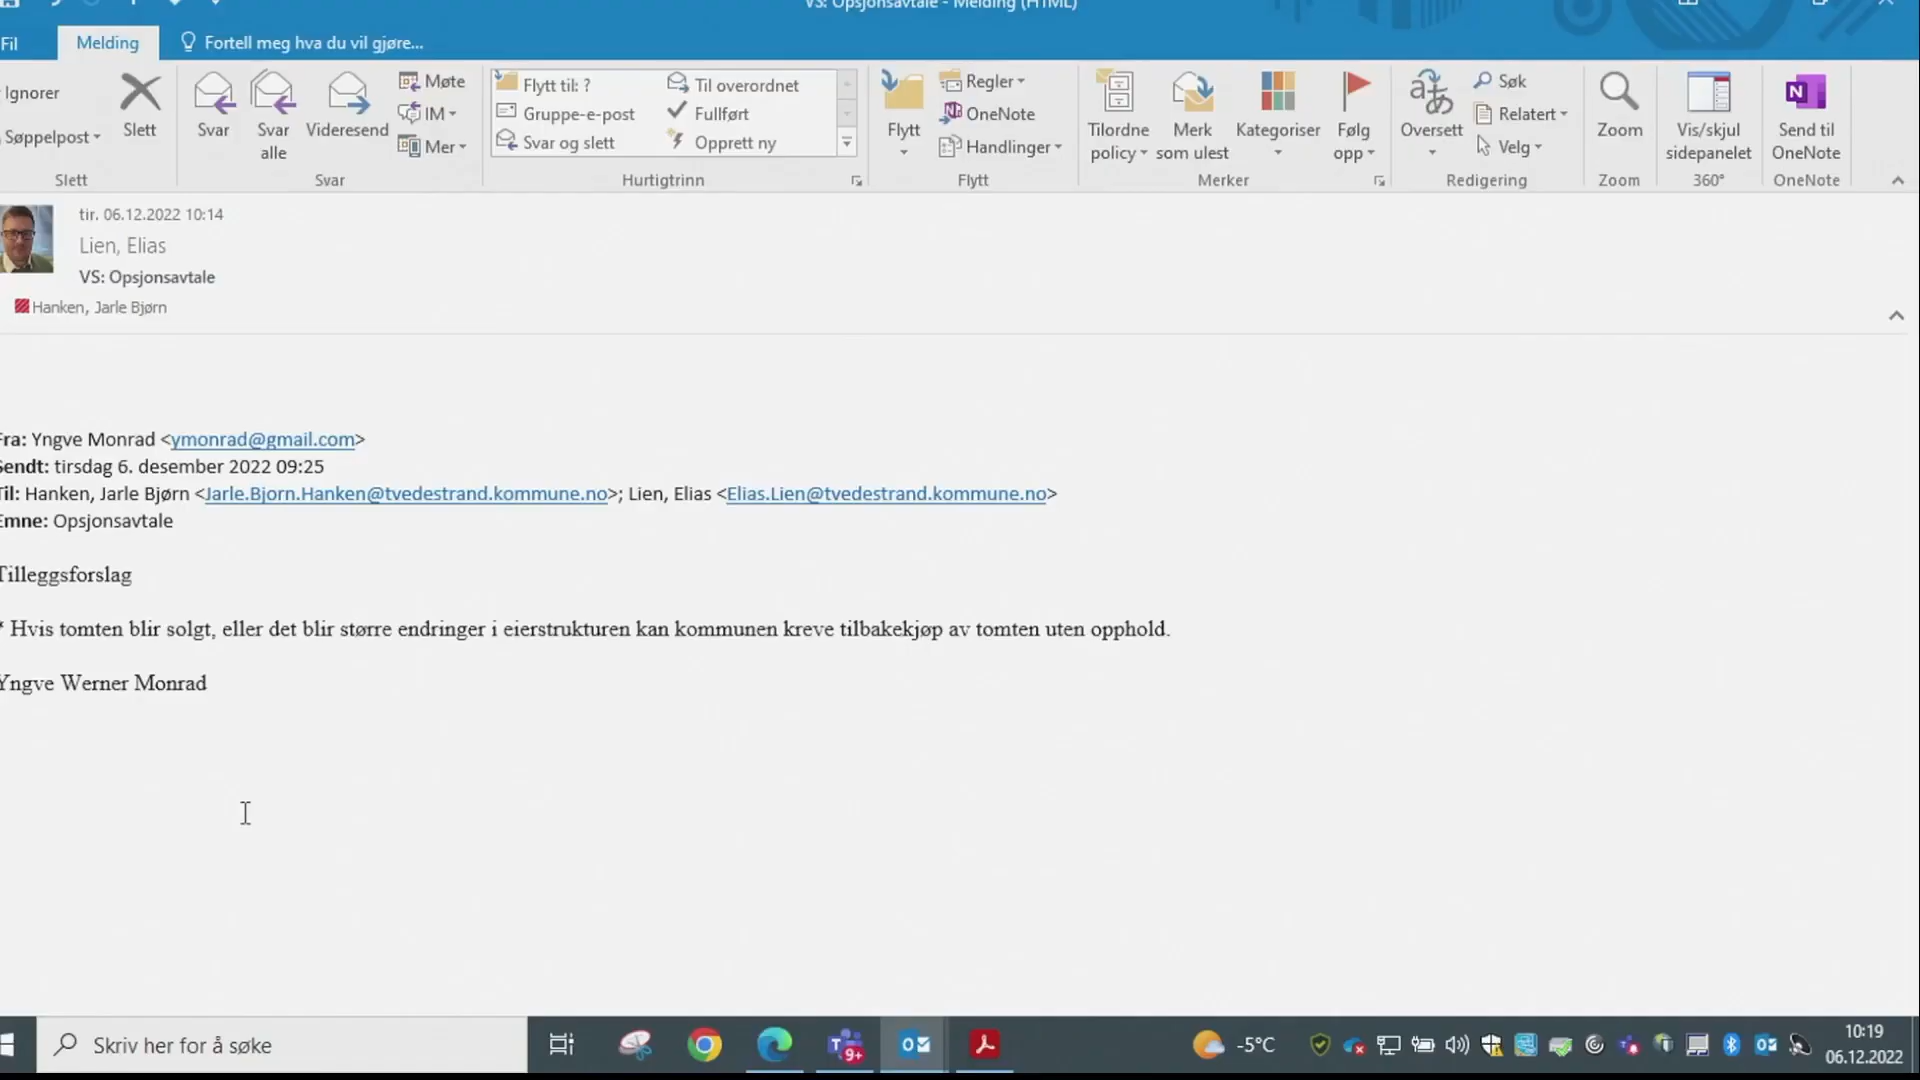 VS: Opsjonsavtale - Melding (HTML)
Fil Melding Fortell meg hva du vil gjøre...
Ignorer
Søppelpost
Slett
Slett
Svar
Svar alle
Videresend
Møte
IM
Mer
Svar
Flytt til: ?
Gruppe-e-post
Svar og slett
Til overordnet
Fullført
Opprett ny
Hurtigtrinn
Flytt
Regler
OneNote
Handlinger
Flytt
Tilordne policy
Merk som ulest
Kategoriser
Følg opp
Merker
Oversett
Søk
Relatert
Velg
Redigering
Zoom
Zoom
Vis/skjul sidepanelet
360°
Send til OneNote
OneNote
tir. 06.12.2022 10:14
Lien, Elias
VS: Opsjonsavtale
Hanken, Jarle Bjørn
Fra: Yngve Monrad <ymonrad@gmail.com>
Sendt: tirsdag 6. desember 2022 09:25
Til: Hanken, Jarle Bjørn <Jarle.Bjorn.Hanken@tvedestrand.kommune.no>; Lien, Elias <Elias.Lien@tvedestrand.kommune.no>
Emne: Opsjonsavtale
Tilleggsforslag
* Hvis tomten blir solgt, eller det blir større endringer i eierstrukturen kan kommunen kreve tilbakekjøp av tomten uten opphold.
Yngve Werner Monrad
Skriv her for å søke
9+
-5°C
10:19
06.12.2022